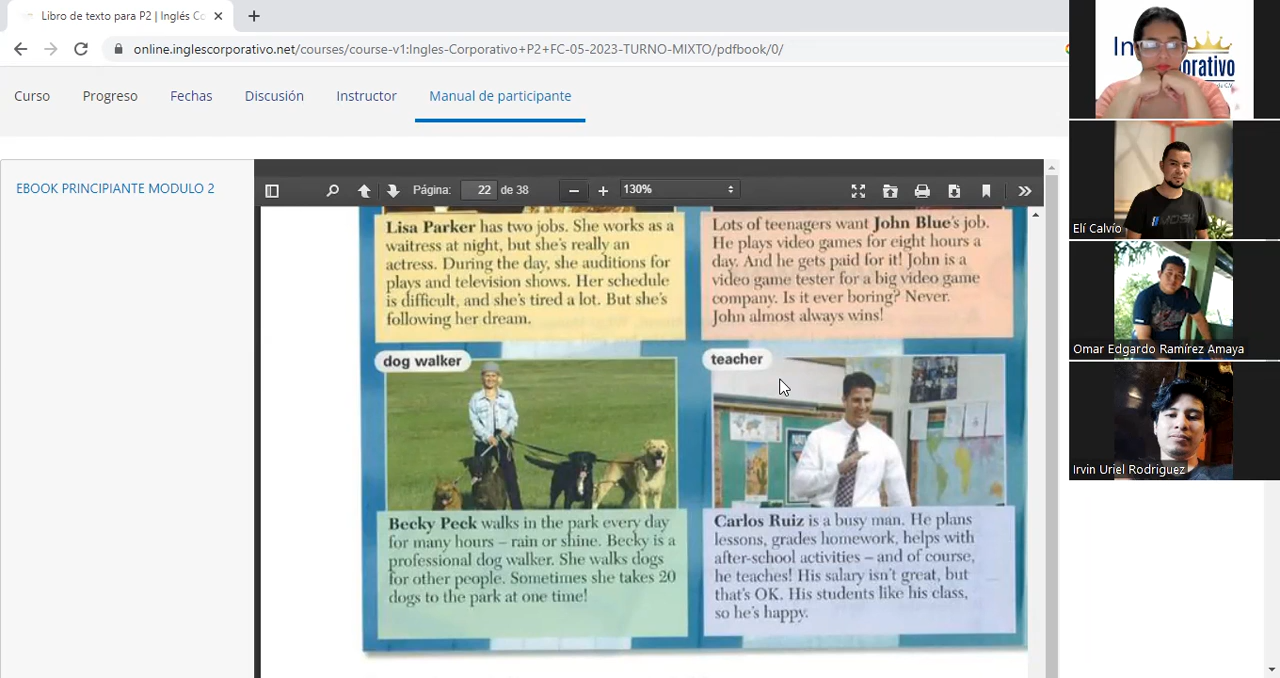 Libro de texto para P2 | Inglés Co
online.inglescorporativo.net/courses/course-v1:Ingles-Corporativo+P2+FC-05-2023-TURNO-MIXTO/pdfbook/0/
Curso Progreso Fechas Discusión Instructor Manual de participante
EBOOK PRINCIPIANTE MODULO 2
Página: 22 de 38 130%
Lisa Parker has two jobs. She works as a
waitress at night, but she's really an
actress. During the day, she auditions for
plays and television shows. Her schedule
is difficult, and she's tired a lot. But she's
following her dream.
Lots of teenagers want John Blue's job.
He plays video games for eight hours a
day. And he gets paid for it! John is a
video game tester for a big video game
company. Is it ever boring? Never.
John almost always wins!
dog walker
Becky Peck walks in the park every day
for many hours – rain or shine. Becky is a
professional dog walker. She walks dogs
for other people. Sometimes she takes 20
dogs to the park at one time!
teacher
Carlos Ruiz is a busy man. He plans
lessons, grades homework, helps with
after-school activities – and of course,
he teaches! His salary isn't great, but
that's OK. His students like his class,
so he's happy.
In
orativo
Elí Calvío
Omar Edgardo Ramírez Amaya
Irvin Uriel Rodriguez